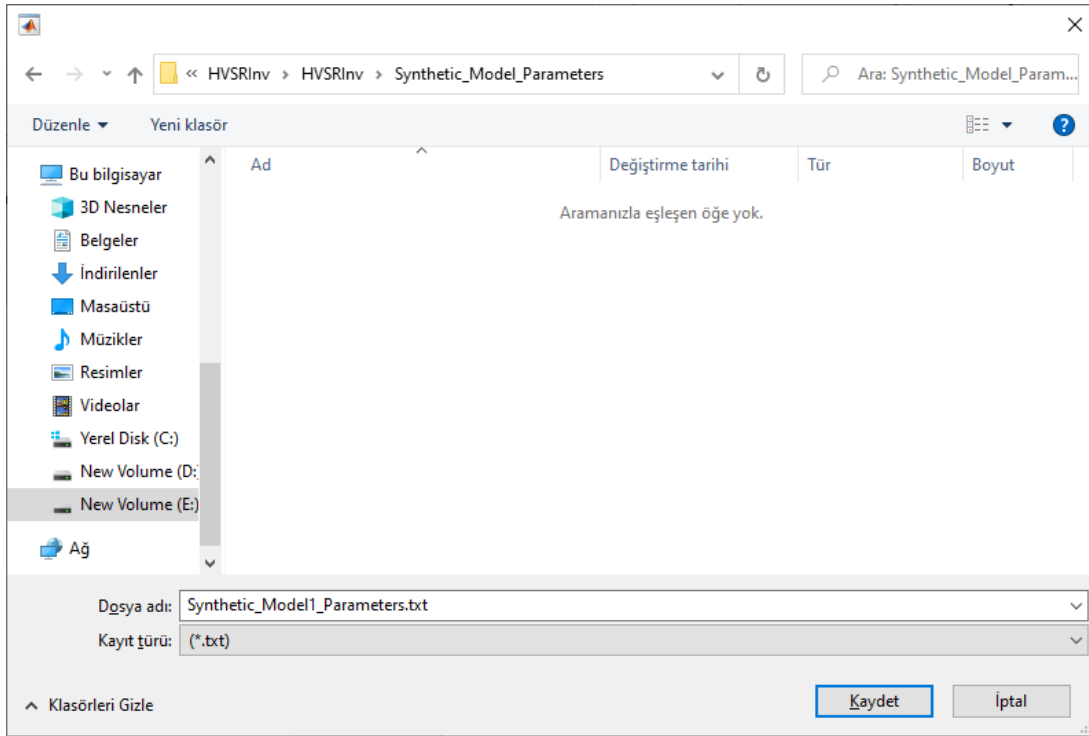 « HVSRInv › HVSRInv › Synthetic_Model_Parameters
Ara: Synthetic_Model_Param...
Düzenle Yeni klasör
?
Ad Değiştirme tarihi Tür Boyut
Aramanızla eşleşen öğe yok.
Bu bilgisayar
3D Nesneler
Belgeler
İndirilenler
Masaüstü
Müzikler
Resimler
Videolar
Yerel Disk (C:)
New Volume (D:
New Volume (E:)
Ağ
Dosya adı: Synthetic_Model1_Parameters.txt
Kayıt türü: (*.txt)
Klasörleri Gizle
Kaydet İptal